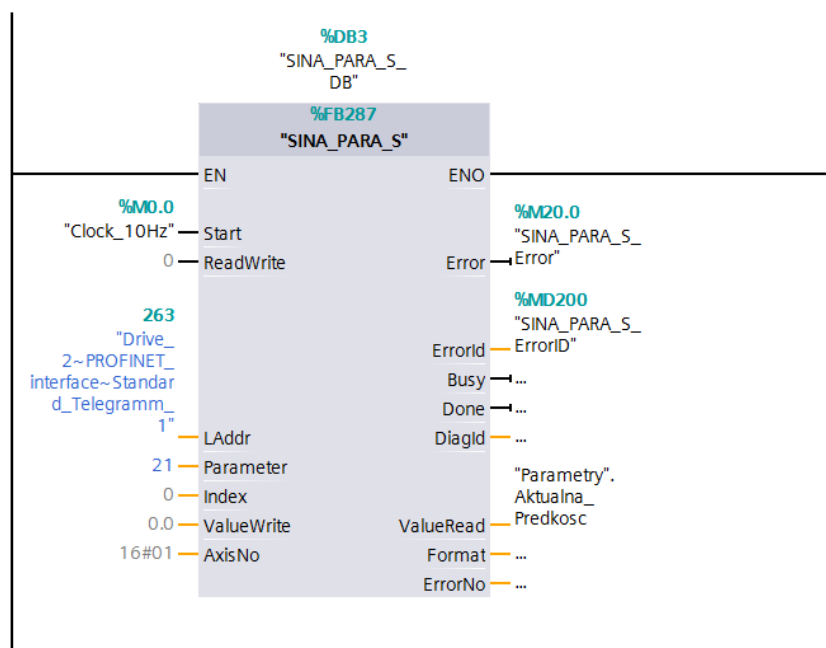 %DB3
"SINA_PARA_S_
DB"
%FB287
"SINA_PARA_S"
EN ENO
%M0.0
"Clock_10Hz" Start
%M20.0
"SINA_PARA_S_
Error"
0 ReadWrite Error
263
"Drive_
2~PROFINET_
interface~Standar
d_Telegramm_
1"
LAddr
%MD200
"SINA_PARA_S_
ErrorID"
ErrorId
Busy ...
Done ...
DiagId ...
21 Parameter
0 Index
0.0 ValueWrite
"Parametry".
Aktualna_
Predkosc
ValueRead
16#01 AxisNo
Format ...
ErrorNo ...